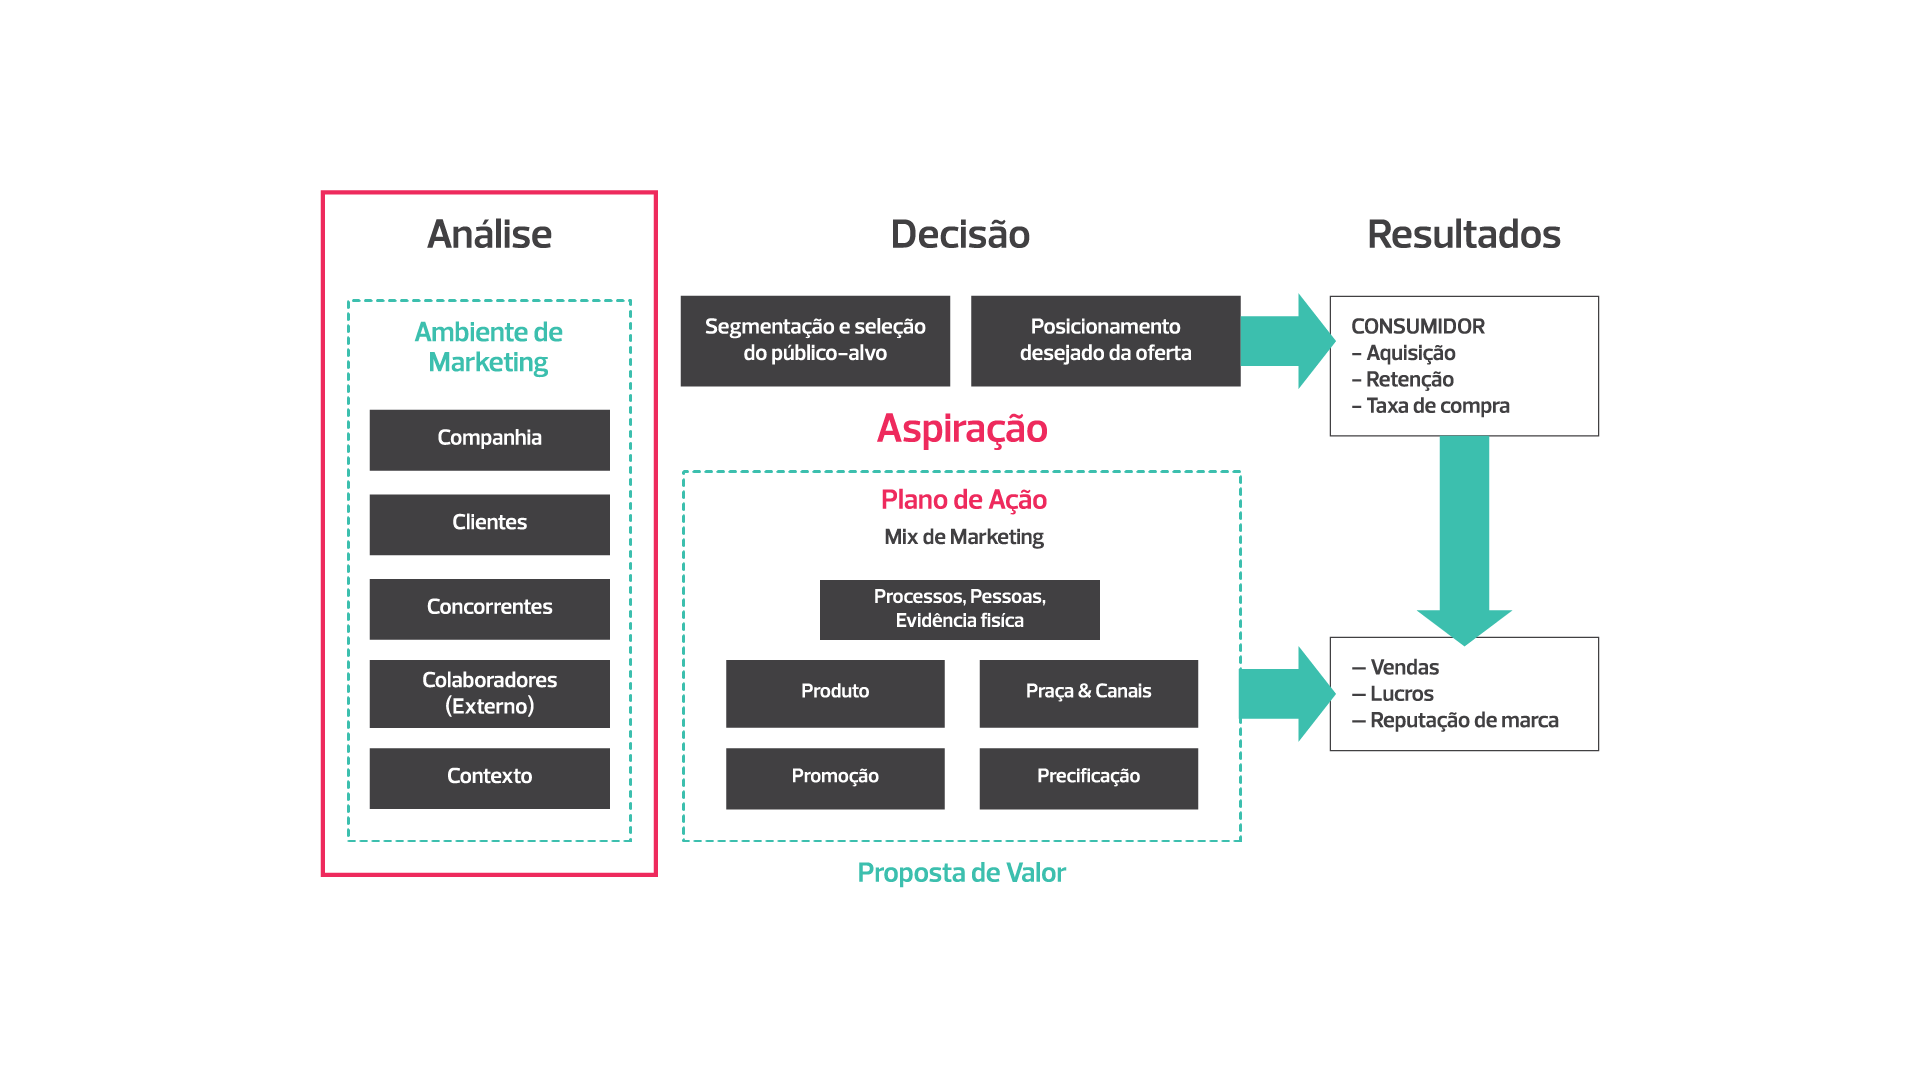 Análise
Ambiente de
Marketing
Companhia
Clientes
Concorrentes
Colaboradores
(Externo)
Contexto
Decisão
Segmentação e seleção
do público-alvo
Posicionamento
desejado da oferta
Aspiração
Plano de Ação
Mix de Marketing
Processos, Pessoas,
Evidência fisíca
Produto
Praça & Canais
Promoção
Precificação
Proposta de Valor
Resultados
CONSUMIDOR
- Aquisição
- Retenção
- Taxa de compra
– Vendas
– Lucros
– Reputação de marca